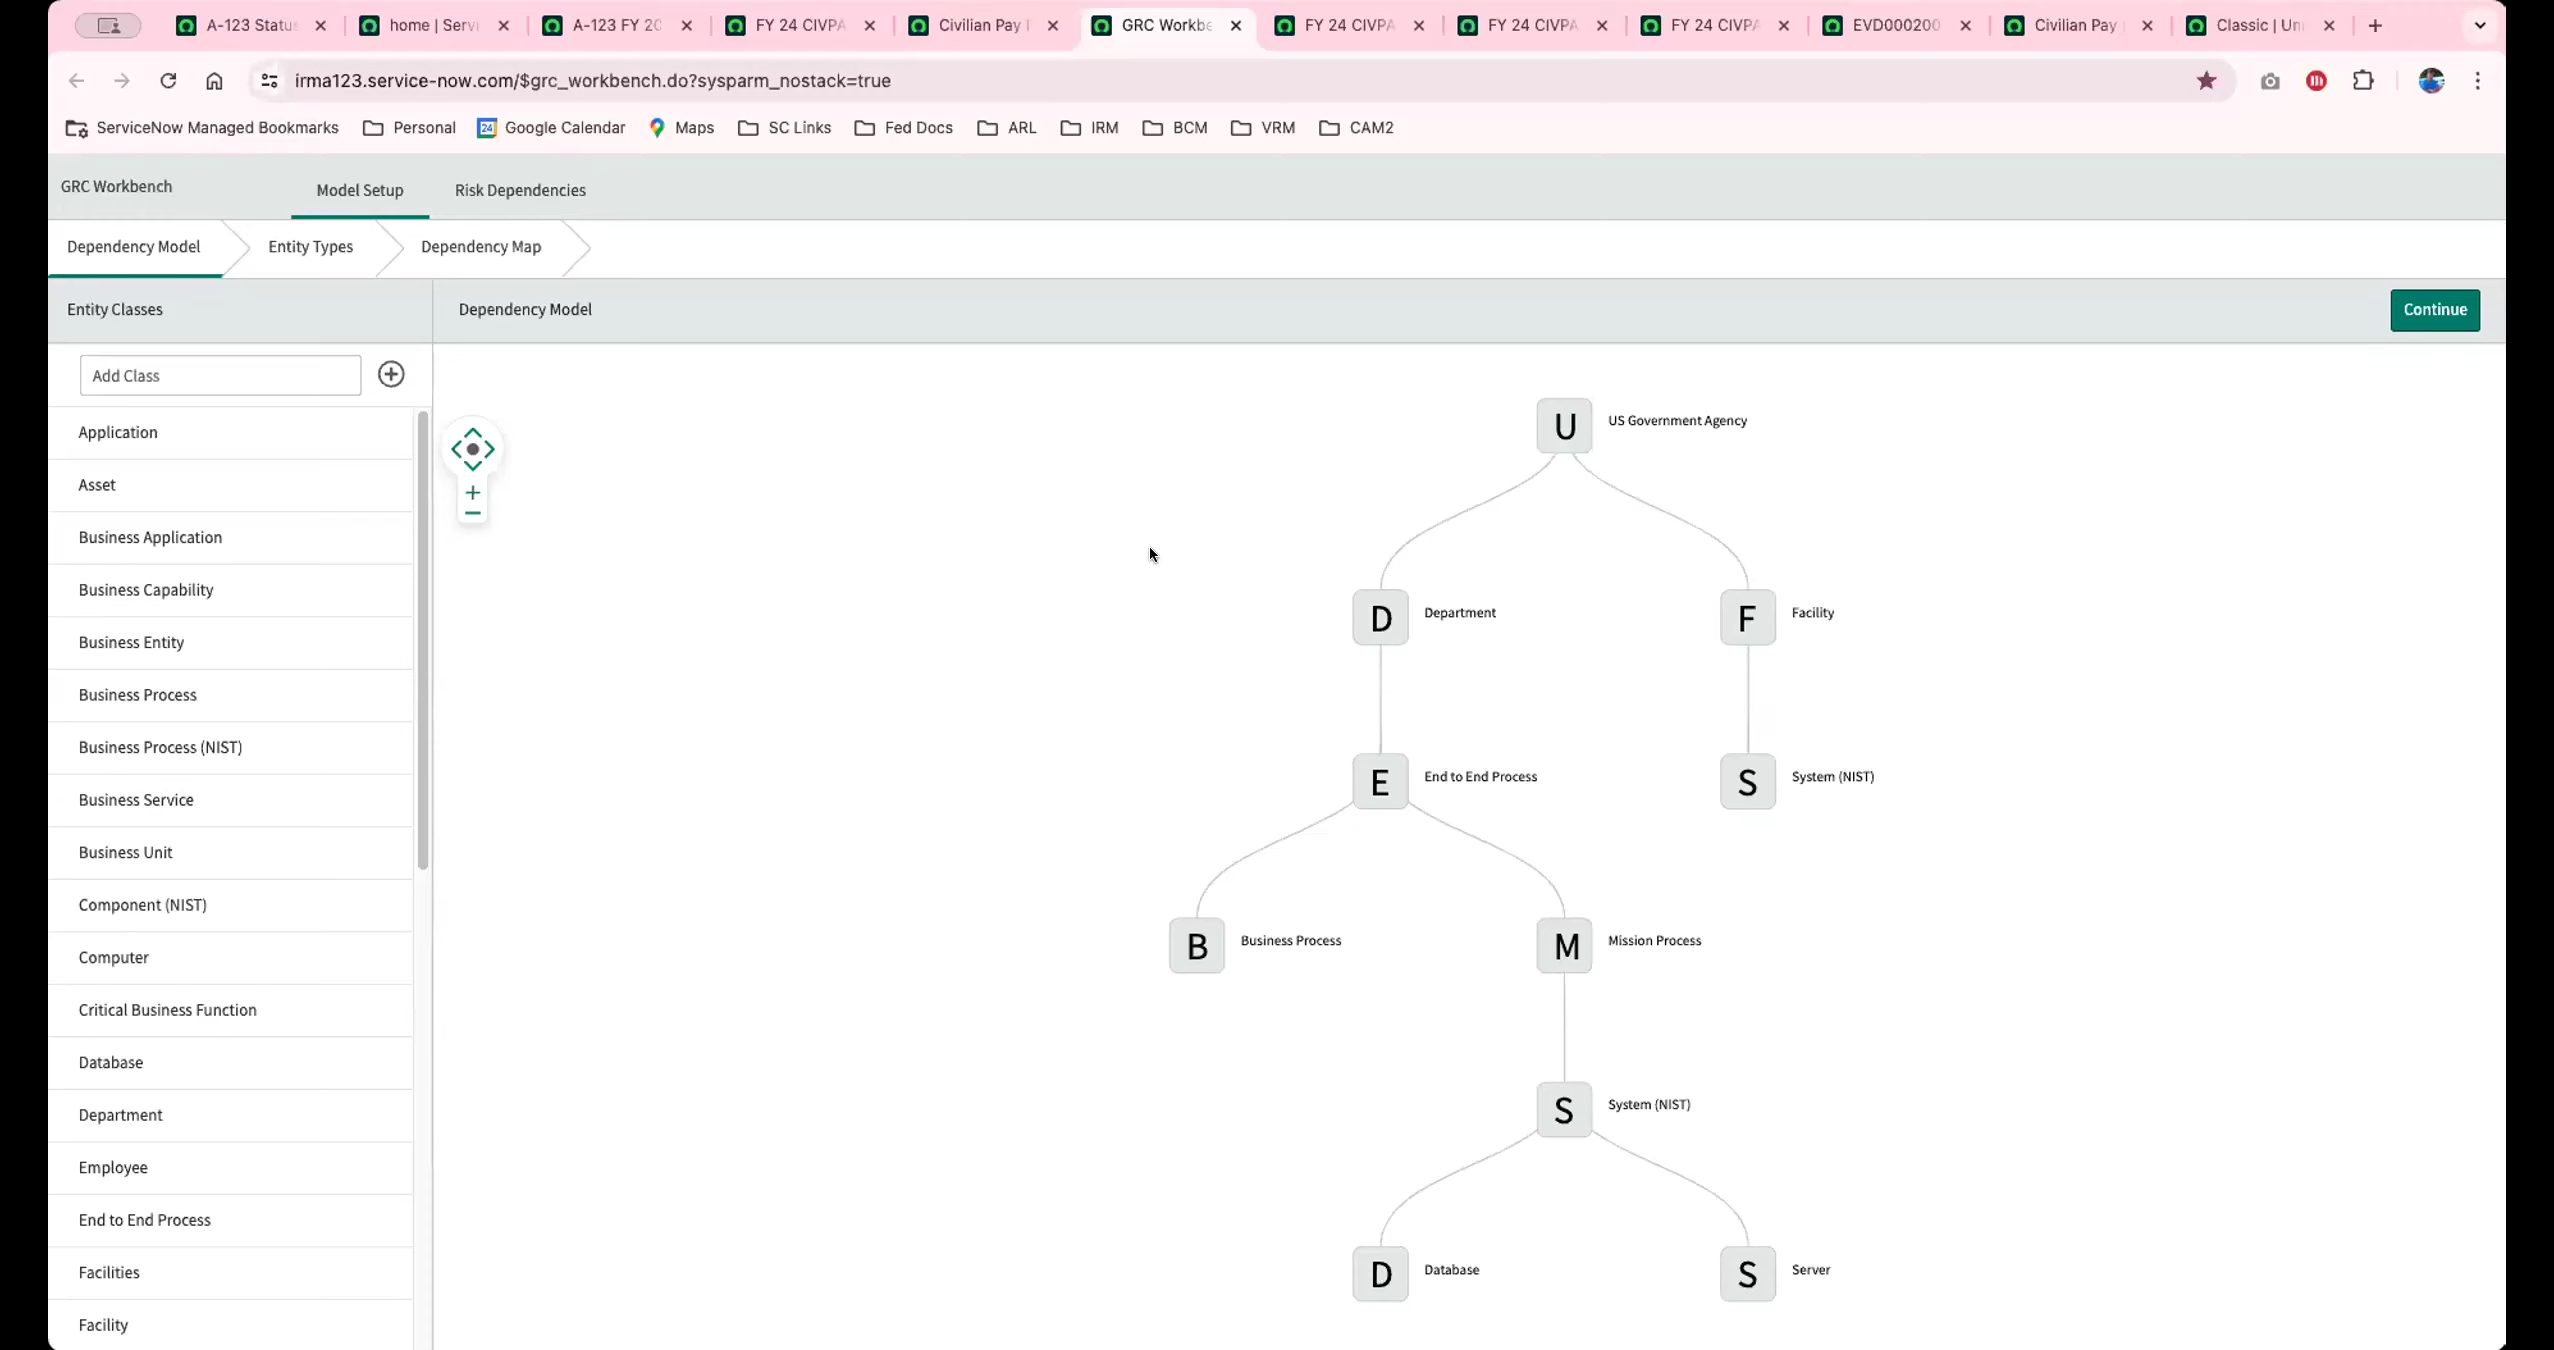 A-123 Status
home | Servi
A-123 FY 20
FY 24 CIVPA
Civilian Pay
GRC Workbe
FY 24 CIVPA
FY 24 CIVPA
FY 24 CIVPA
EVD000200
Civilian Pay
Classic | Un
irma123.service-now.com/$grc_workbench.do?sysparm_nostack=true
ServiceNow Managed Bookmarks
Personal
24
Google Calendar
Maps
SC Links
Fed Docs
ARL
IRM
BCM
VRM
CAM2
GRC Workbench
Model Setup
Risk Dependencies
Dependency Model
Entity Types
Dependency Map
Entity Classes
Dependency Model
Continue
Add Class
Application
Asset
Business Application
Business Capability
Business Entity
Business Process
Business Process (NIST)
Business Service
Business Unit
Component (NIST)
Computer
Critical Business Function
Database
Department
Employee
End to End Process
Facilities
Facility
U US Government Agency
D Department
F Facility
E End to End Process
S System (NIST)
B Business Process
M Mission Process
S System (NIST)
D Database
S Server